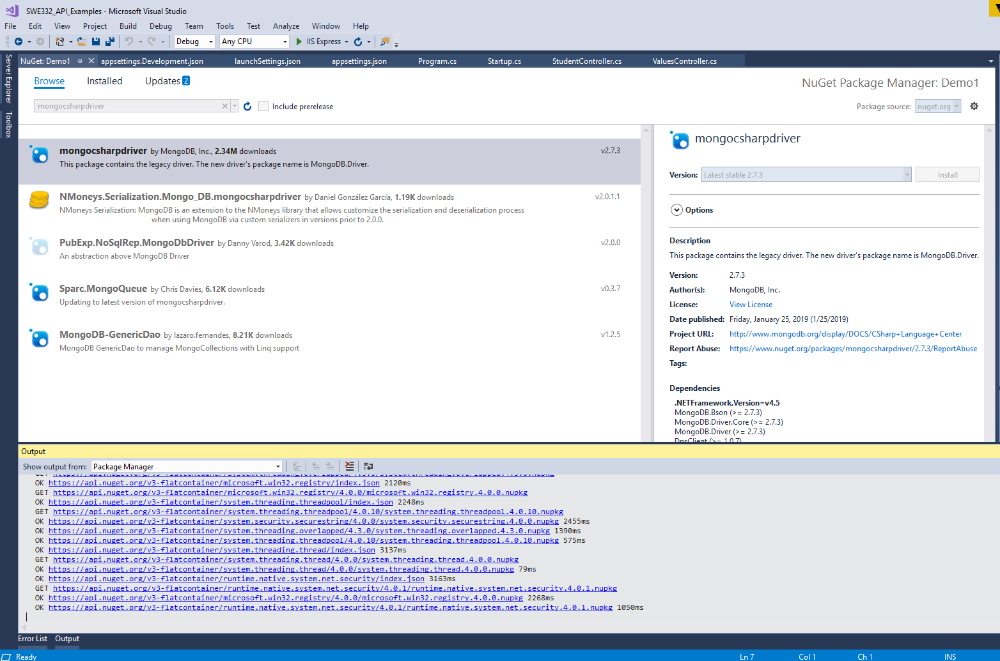 SWE332_API_Examples - Microsoft Visual Studio
File Edit View Project Build Debug Team Tools Test Analyze Window Help
Debug Any CPU IIS Express
Server Explorer
Toolbox
NuGet: Demo1 appsettings.Development.json launchSettings.json appsettings.json Program.cs Startup.cs StudentController.cs ValuesController.cs
Browse Installed Updates 2
NuGet Package Manager: Demo1
mongocsharpdriver Include prerelease
Package source: nuget.org
mongocsharpdriver by MongoDB, Inc., 2.34M downloads v2.7.3
This package contains the legacy driver. The new driver's package name is MongoDB.Driver.
NMoneys.Serialization.Mongo_DB.mongocsharpdriver by Daniel González García, 1.19K downloads v2.0.1.1
NMoneys Serialization: MongoDB is an extension to the NMoneys library that allows customize the serialization and deserialization process
when using MongoDB via custom serializers in versions prior to 2.0.0.
PubExp.NoSqlRep.MongoDbDriver by Danny Varod, 3.42K downloads v2.0.0
An abstraction above MongoDB Driver
Sparc.MongoQueue by Chris Davies, 6.12K downloads v0.3.7
Updating to latest version of mongocsharpdriver.
MongoDB-GenericDao by lazaro.fernandes, 8.21K downloads v1.2.5
MongoDB GenericDao to manage MongoCollections with Linq support
mongocsharpdriver
Version: Latest stable 2.7.3 Install
Options
Description
This package contains the legacy driver. The new driver's package name is MongoDB.Driver.
Version: 2.7.3
Author(s): MongoDB, Inc.
License: View License
Date published: Friday, January 25, 2019 (1/25/2019)
Project URL: http://www.mongodb.org/display/DOCS/CSharp+Language+Center
Report Abuse: https://www.nuget.org/packages/mongocsharpdriver/2.7.3/ReportAbuse
Tags:
Dependencies
.NETFramework,Version=v4.5
MongoDB.Bson (>= 2.7.3)
MongoDB.Driver.Core (>= 2.7.3)
MongoDB.Driver (>= 2.7.3)
DnsClient (>= 1.0.7)
Output
Show output from: Package Manager
GET https://api.nuget.org/v3-flatcontainer/system.threading.overlapped/4.3.0/system.threading.overlapped.4.3.0.nupkg
OK https://api.nuget.org/v3-flatcontainer/microsoft.win32.registry/index.json 2120ms
GET https://api.nuget.org/v3-flatcontainer/microsoft.win32.registry/4.0.0/microsoft.win32.registry.4.0.0.nupkg
OK https://api.nuget.org/v3-flatcontainer/system.threading.threadpool/index.json 2248ms
GET https://api.nuget.org/v3-flatcontainer/system.threading.threadpool/4.0.10/system.threading.threadpool.4.0.10.nupkg
OK https://api.nuget.org/v3-flatcontainer/system.security.securestring/4.0.0/system.security.securestring.4.0.0.nupkg 2455ms
OK https://api.nuget.org/v3-flatcontainer/system.threading.overlapped/4.3.0/system.threading.overlapped.4.3.0.nupkg 1390ms
OK https://api.nuget.org/v3-flatcontainer/system.threading.threadpool/4.0.10/system.threading.threadpool.4.0.10.nupkg 575ms
OK https://api.nuget.org/v3-flatcontainer/system.threading.thread/index.json 3137ms
GET https://api.nuget.org/v3-flatcontainer/system.threading.thread/4.0.0/system.threading.thread.4.0.0.nupkg
OK https://api.nuget.org/v3-flatcontainer/system.threading.thread/4.0.0/system.threading.thread.4.0.0.nupkg 79ms
OK https://api.nuget.org/v3-flatcontainer/runtime.native.system.net.security/index.json 3163ms
GET https://api.nuget.org/v3-flatcontainer/runtime.native.system.net.security/4.0.1/runtime.native.system.net.security.4.0.1.nupkg
OK https://api.nuget.org/v3-flatcontainer/microsoft.win32.registry/4.0.0/microsoft.win32.registry.4.0.0.nupkg 2268ms
OK https://api.nuget.org/v3-flatcontainer/runtime.native.system.net.security/4.0.1/runtime.native.system.net.security.4.0.1.nupkg 1050ms
Error List Output
Ready Ln 7 Col 1 Ch 1 INS